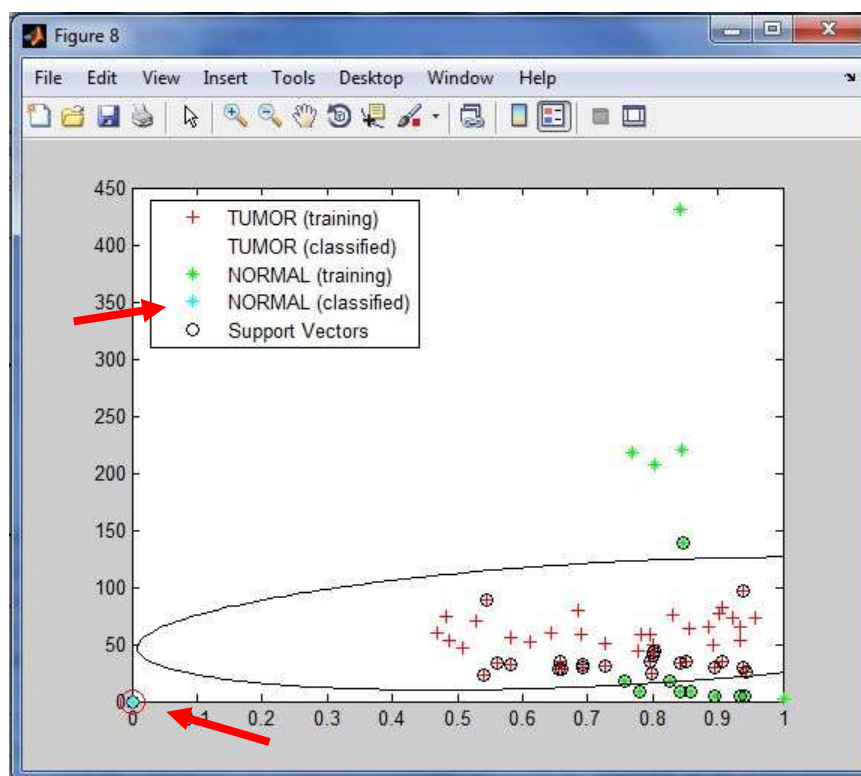 Figure 8
File Edit View Insert Tools Desktop Window Help
450
400
350
300
250
200
150
100
50
0
TUMOR (training)
TUMOR (classified)
NORMAL (training)
NORMAL (classified)
Support Vectors
0 0.1 0.2 0.3 0.4 0.5 0.6 0.7 0.8 0.9 1